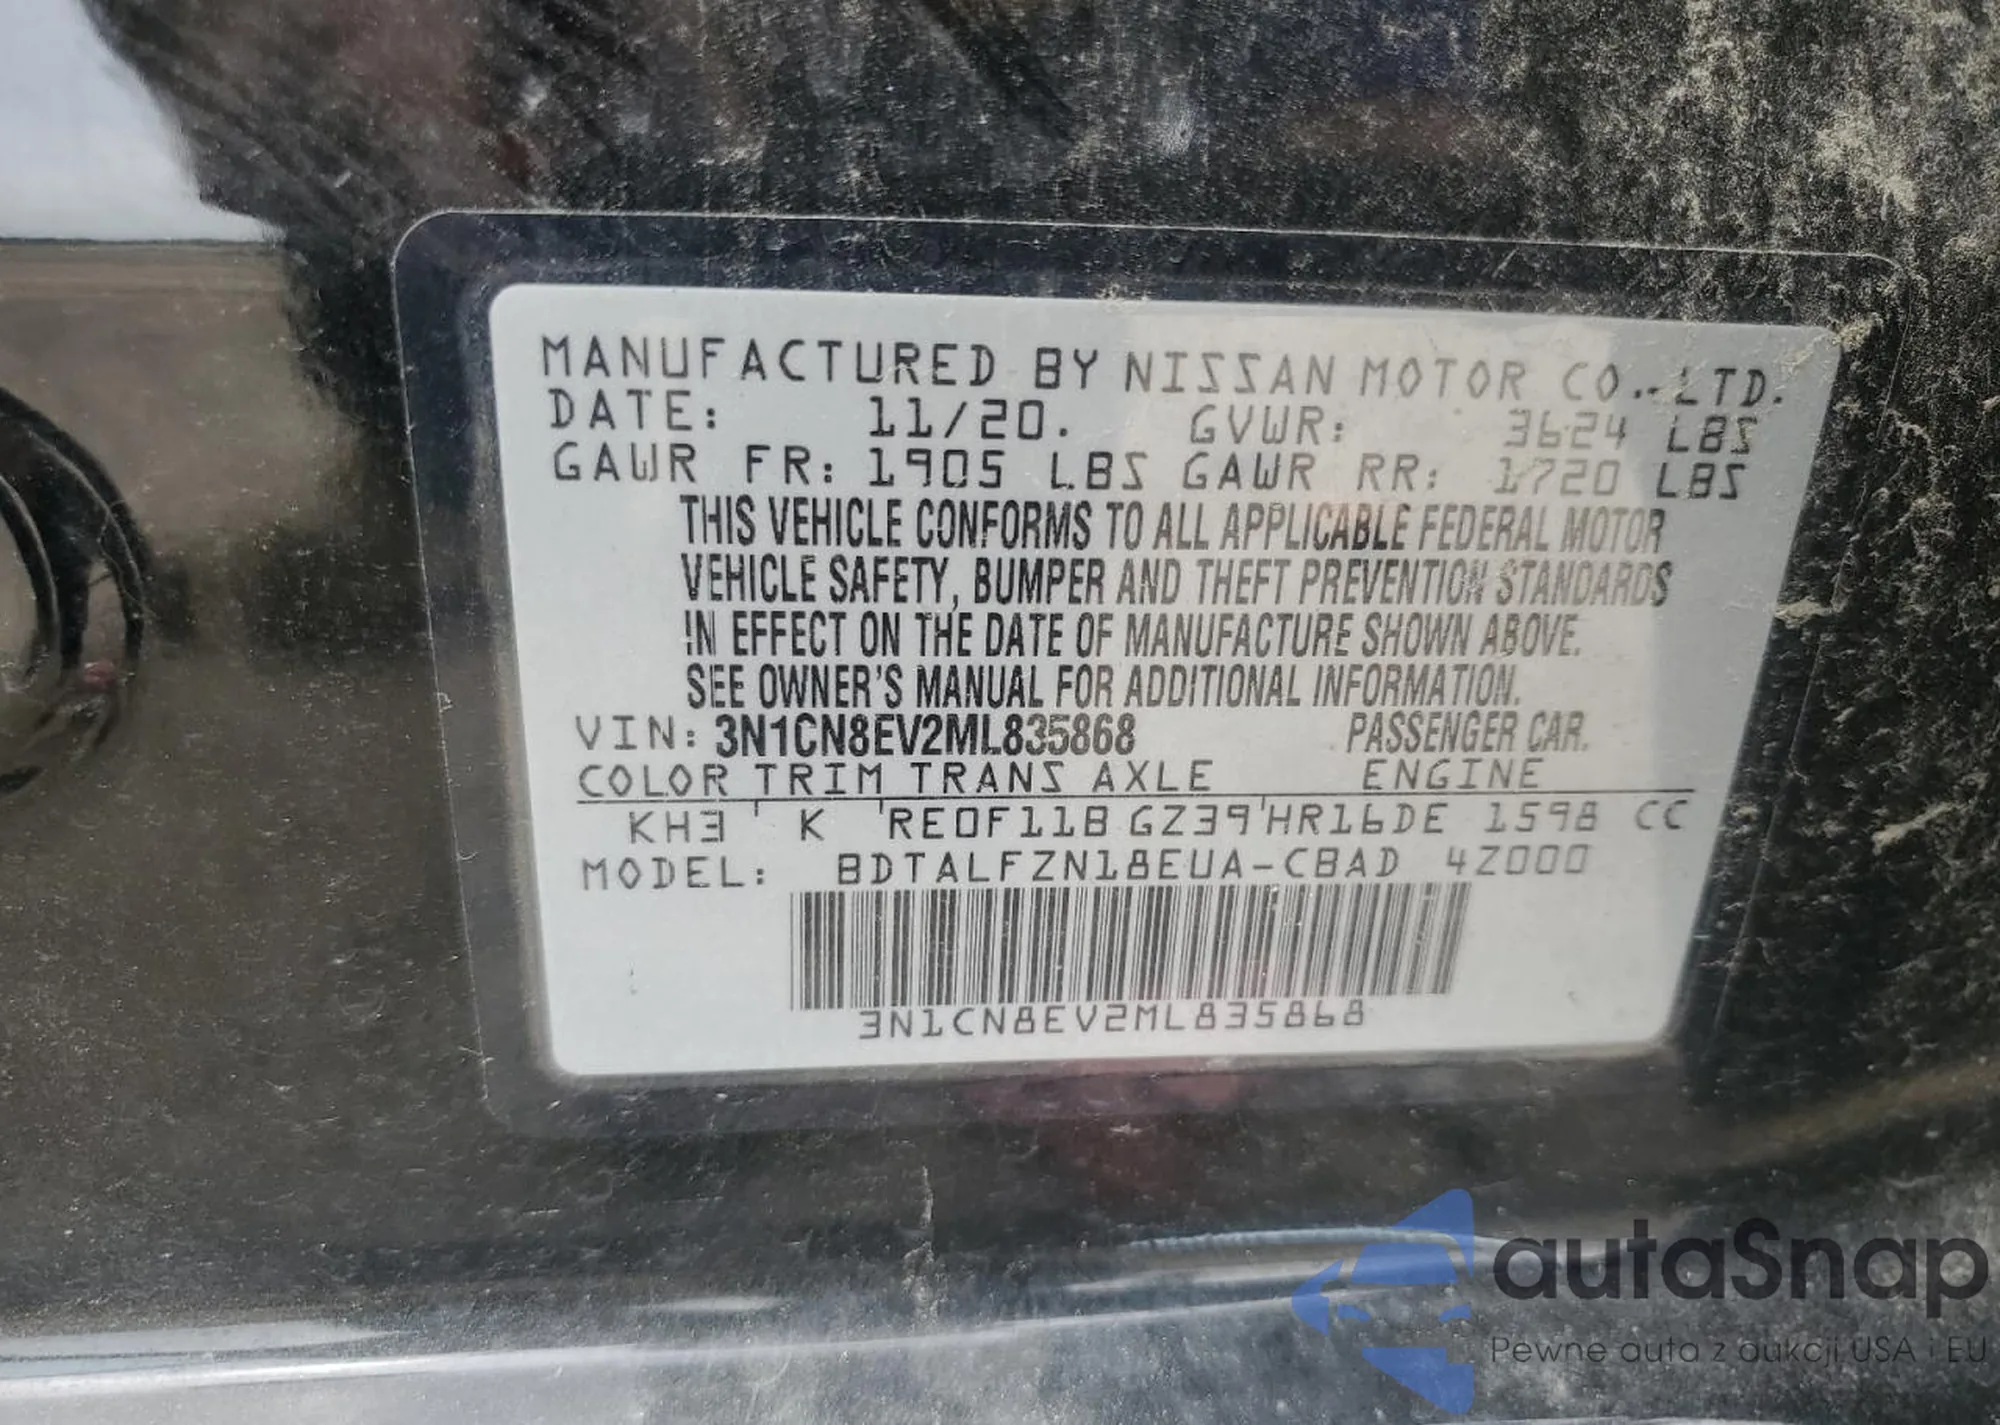 MANUFACTURED BY NISSAN MOTOR CO., LTD.
DATE: 11/20. GVWR: 3624 LBS
GAWR FR: 1905 LBS GAWR RR: 1720 LBS
THIS VEHICLE CONFORMS TO ALL APPLICABLE FEDERAL MOTOR
VEHICLE SAFETY, BUMPER AND THEFT PREVENTION STANDARDS
IN EFFECT ON THE DATE OF MANUFACTURE SHOWN ABOVE.
SEE OWNER'S MANUAL FOR ADDITIONAL INFORMATION.
VIN: 3N1CN8EV2ML835868 PASSENGER CAR.
COLOR TRIM TRANS AXLE ENGINE
KH3 K RE0F11B GZ39 HR16DE 1598 CC
MODEL: BDTALFZN18EUA-CBAD 4Z000
3N1CN8EV2ML835868
autaSnap
Pewne auta z aukcji USA i EU